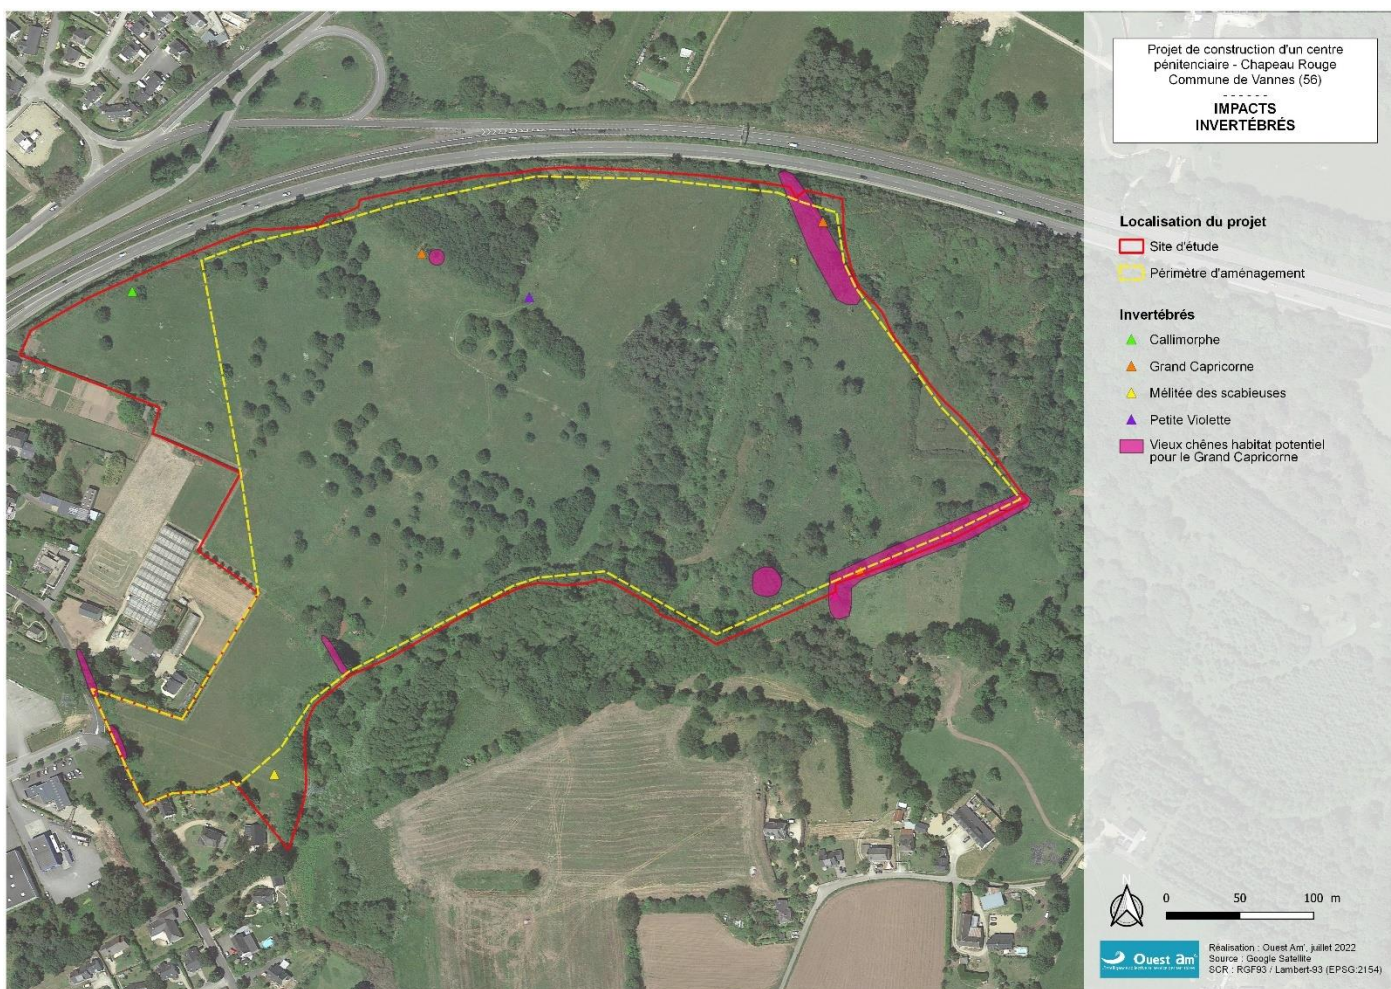 Projet de construction d'un centre
pénitenciaire - Chapeau Rouge
Commune de Vannes (56)
------
IMPACTS
INVERTÉBRÉS
Localisation du projet
Site d'étude
Périmètre d'aménagement
Invertébrés
Callimorphe
Grand Capricorne
Mélitée des scabieuses
Petite Violette
Vieux chênes habitat potentiel
pour le Grand Capricorne
N
0 50 100 m
Ouest am'
Réalisation : Ouest Am', juillet 2022
Source : Google Satellite
SCR : RGF93 / Lambert-93 (EPSG:2154)